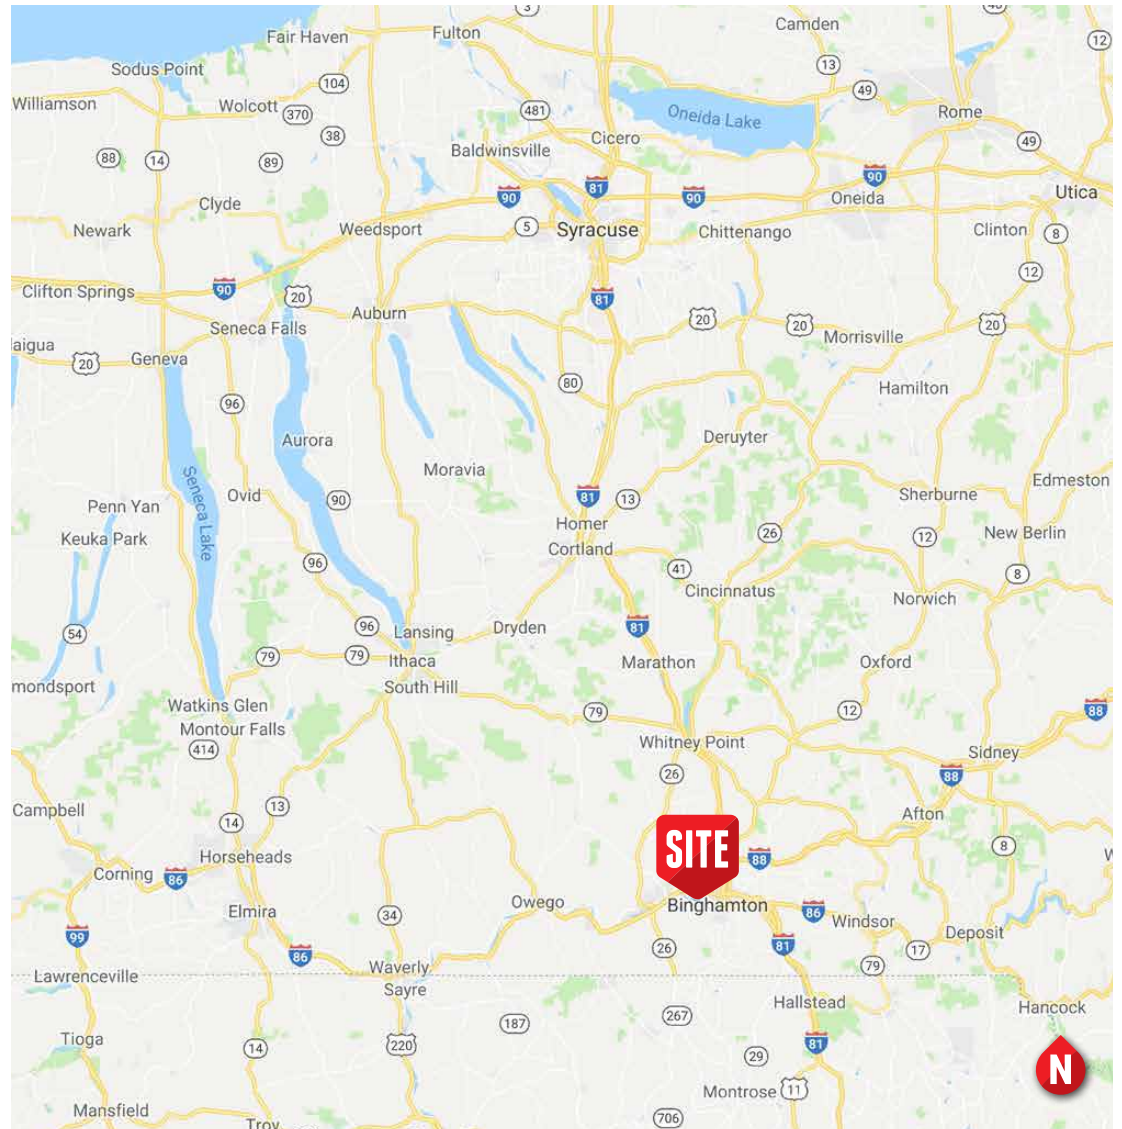 3
48
Camden
Fair Haven
Fulton
12
Sodus Point
13
104
49
Williamson
Wolcott
370
481
Oneida Lake
Rome
38
Cicero
49
88
14
89
Baldwinsville
90
81
90
90
Utica
Clyde
Oneida
Newark
Weedsport
5
Syracuse
Chittenango
Clinton
8
12
Clifton Springs
90
20
81
Auburn
20
20
20
Seneca Falls
Morrisville
laigua
20
Geneva
80
Hamilton
96
Aurora
Deruyter
Moravia
Seneca Lake
Penn Yan
Ovid
90
81
13
Sherburne
Edmeston
Homer
Keuka Park
Cortland
26
12
New Berlin
96
41
8
Cincinnatus
Norwich
54
96
Lansing
Dryden
81
79
79
Ithaca
Marathon
Oxford
mondsport
South Hill
Watkins Glen
79
12
88
Montour Falls
414
Whitney Point
Sidney
26
88
Campbell
13
Afton
14
SITE
8
Horseheads
88
Corning
86
Elmira
34
Owego
Binghamton
86
Windsor
99
86
26
81
17
Deposit
Lawrenceville
Waverly
79
Sayre
Hallstead
Hancock
187
267
Tioga
14
220
29
81
N
Montrose
11
Mansfield
706
Troy
W